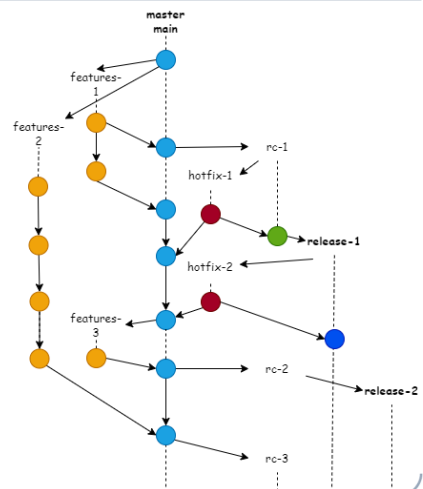 master
main
features-
1
features-
2
rc-1
hotfix-1
release-1
hotfix-2
features-
3
rc-2
release-2
rc-3